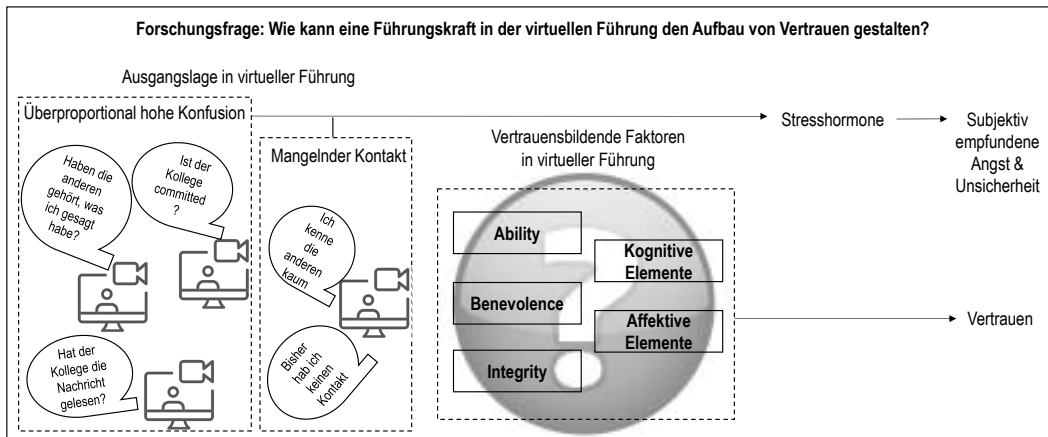 Forschungsfrage: Wie kann eine Führungskraft in der virtuellen Führung den Aufbau von Vertrauen gestalten?
Ausgangslage in virtueller Führung
Überproportional hohe Konfusion
Haben die
anderen
gehört, was
ich gesagt
habe?
Ist der
Kollege
committed
?
Hat der
Kollege die
Nachricht
gelesen?
Mangelnder Kontakt
Ich
kenne
die
anderen
kaum
Bisher
hab ich
keinen
Kontakt
Vertrauensbildende Faktoren
in virtueller Führung
Ability
Benevolence
Integrity
Kognitive
Elemente
Affektive
Elemente
Stresshormone
Subjektiv
empfundene
Angst &
Unsicherheit
Vertrauen